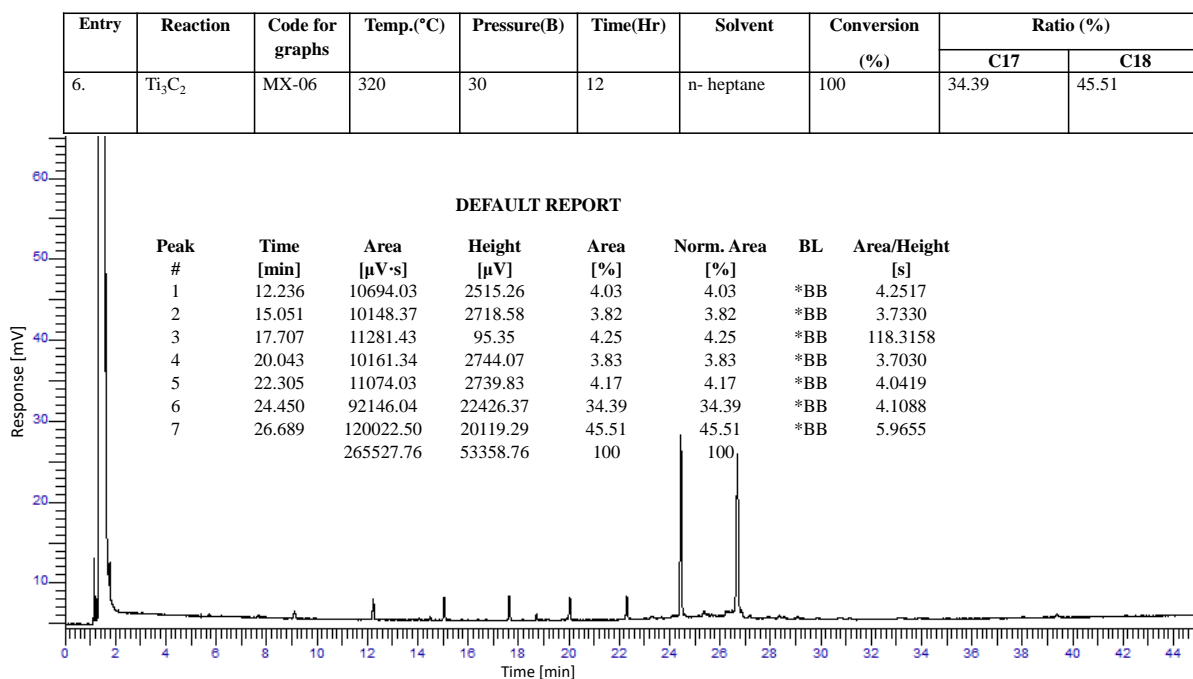 Entry Reaction Code for graphs Temp.(°C) Pressure(B) Time(Hr) Solvent Conversion (%) Ratio (%)
C17 C18
6. Ti₃C₂ MX-06 320 30 12 n- heptane 100 34.39 45.51
DEFAULT REPORT
Peak Time Area Height Area Norm. Area BL Area/Height
# [min] [µV·s] [µV] [%] [%] [s]
1 12.236 10694.03 2515.26 4.03 4.03 *BB 4.2517
2 15.051 10148.37 2718.58 3.82 3.82 *BB 3.7330
3 17.707 11281.43 95.35 4.25 4.25 *BB 118.3158
4 20.043 10161.34 2744.07 3.83 3.83 *BB 3.7030
5 22.305 11074.03 2739.83 4.17 4.17 *BB 4.0419
6 24.450 92146.04 22426.37 34.39 34.39 *BB 4.1088
7 26.689 120022.50 20119.29 45.51 45.51 *BB 5.9655
265527.76 53358.76 100 100
Response [mV]
60
50
40
30
20
10
0 2 4 6 8 10 12 14 16 18 20 22 24 26 28 30 32 34 36 38 40 42 44
Time [min]